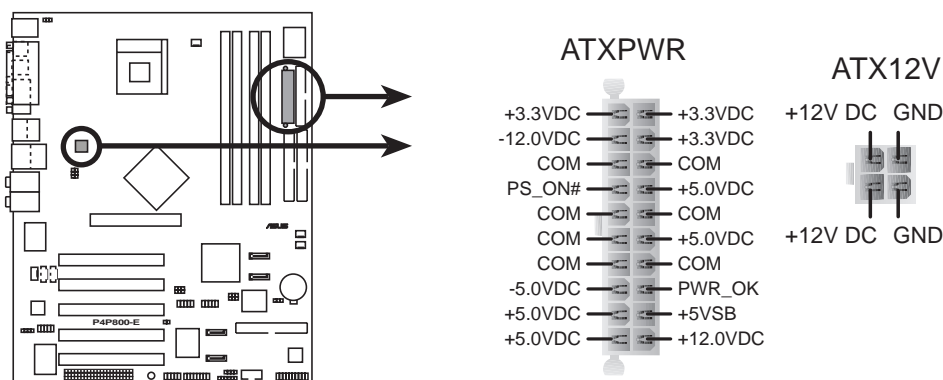 ATXPWR
ATX12V
+3.3VDC +3.3VDC
-12.0VDC +3.3VDC
COM COM
PS_ON# +5.0VDC
COM COM
COM +5.0VDC
COM COM
-5.0VDC PWR_OK
+5.0VDC +5VSB
+5.0VDC +12.0VDC
+12V DC GND
+12V DC GND
ASUS
P4P800-E